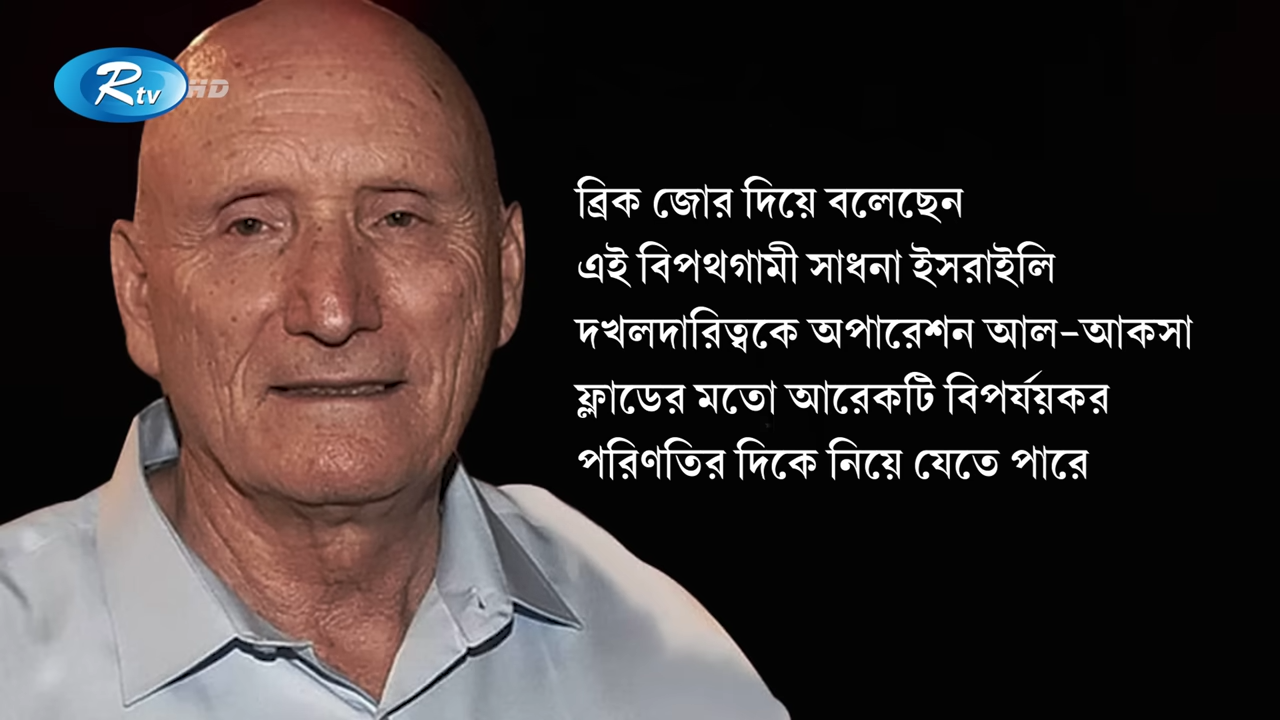 Rtv HD
ব্রিক জোর দিয়ে বলেছেন
এই বিপথগামী সাধনা ইসরাইলি
দখলদারিত্বকে অপারেশন আল-আকসা
ফ্লাডের মতো আরেকটি বিপর্যয়কর
পরিণতির দিকে নিয়ে যেতে পারে